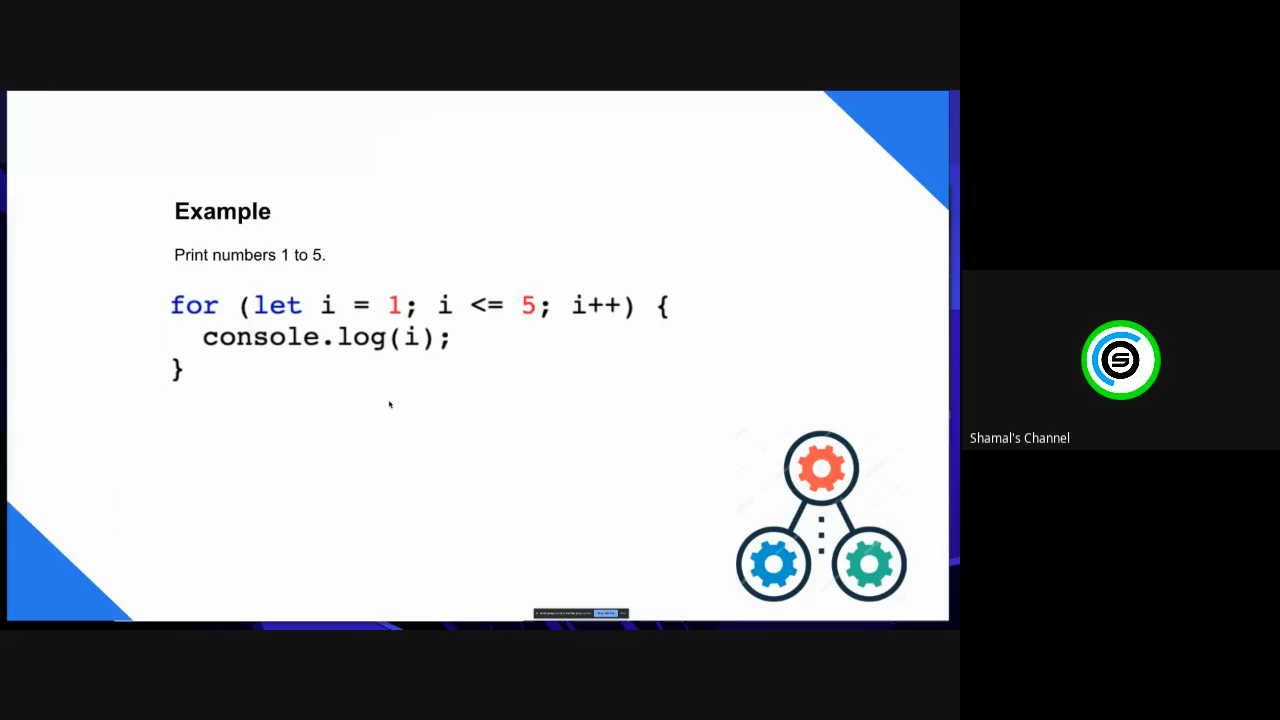 Example
Print numbers 1 to 5.
for (let i = 1; i <= 5; i++) {
  console.log(i);
}
Shamal's Channel